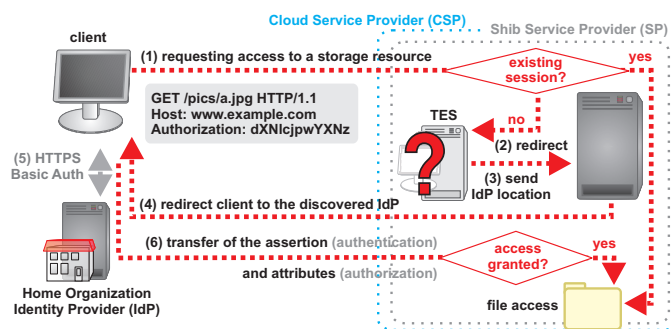 Cloud Service Provider (CSP)
Shib Service Provider (SP)
client
(1) requesting access to a storage resource
existing
session?
yes
GET /pics/a.jpg HTTP/1.1
Host: www.example.com
Authorization: dXNlcjpwYXNz
TES
no
(2) redirect
(3) send
IdP location
?
(5) HTTPS
Basic Auth
(4) redirect client to the discovered IdP
(6) transfer of the assertion (authentication)
and attributes (authorization)
access
granted?
yes
file access
Home Organization
Identity Provider (IdP)